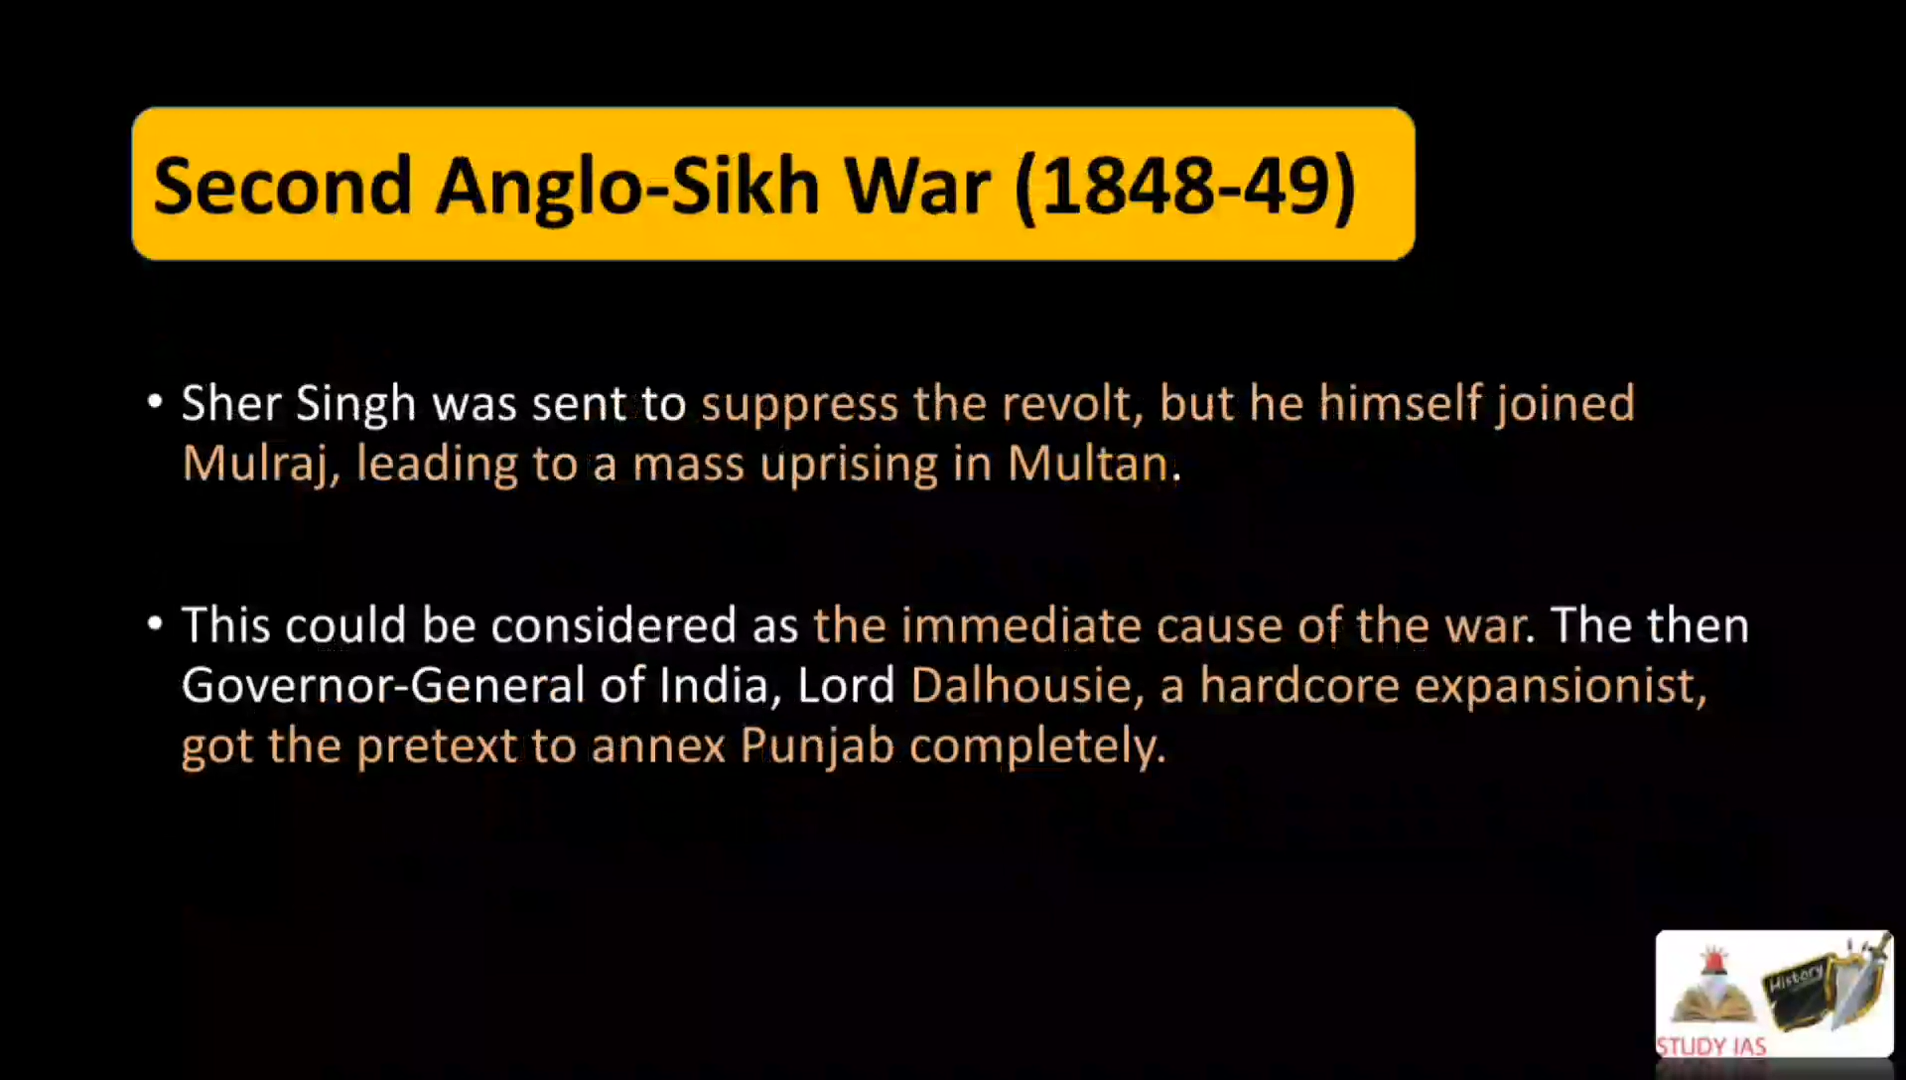 Second Anglo-Sikh War (1848-49)
• Sher Singh was sent to suppress the revolt, but he himself joined
Mulraj, leading to a mass uprising in Multan.
• This could be considered as the immediate cause of the war. The then
Governor-General of India, Lord Dalhousie, a hardcore expansionist,
got the pretext to annex Punjab completely.
History
STUDY IAS